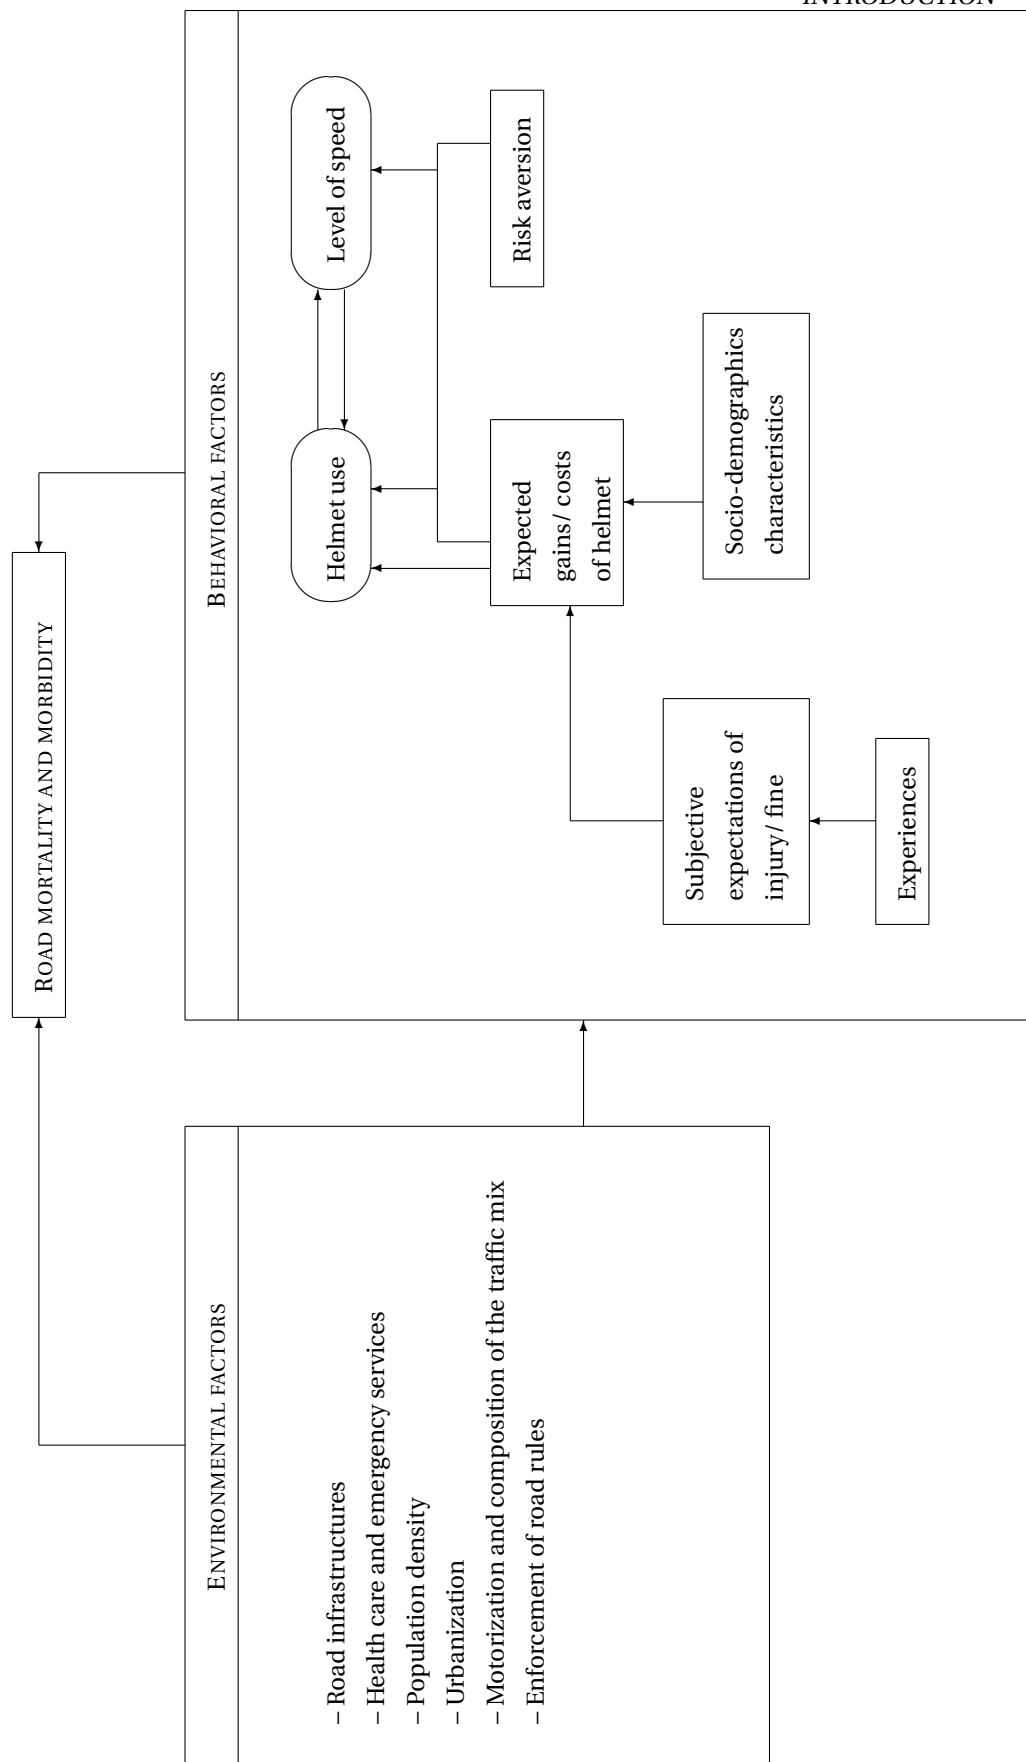 INTRODUCTION
ROAD MORTALITY AND MORBIDITY
ENVIRONMENTAL FACTORS
– Road infrastructures
– Health care and emergency services
– Population density
– Urbanization
– Motorization and composition of the traffic mix
– Enforcement of road rules
BEHAVIORAL FACTORS
Helmet use
Level of speed
Expected
gains/ costs
of helmet
Risk aversion
Subjective
expectations of
injury/ fine
Socio-demographics
characteristics
Experiences